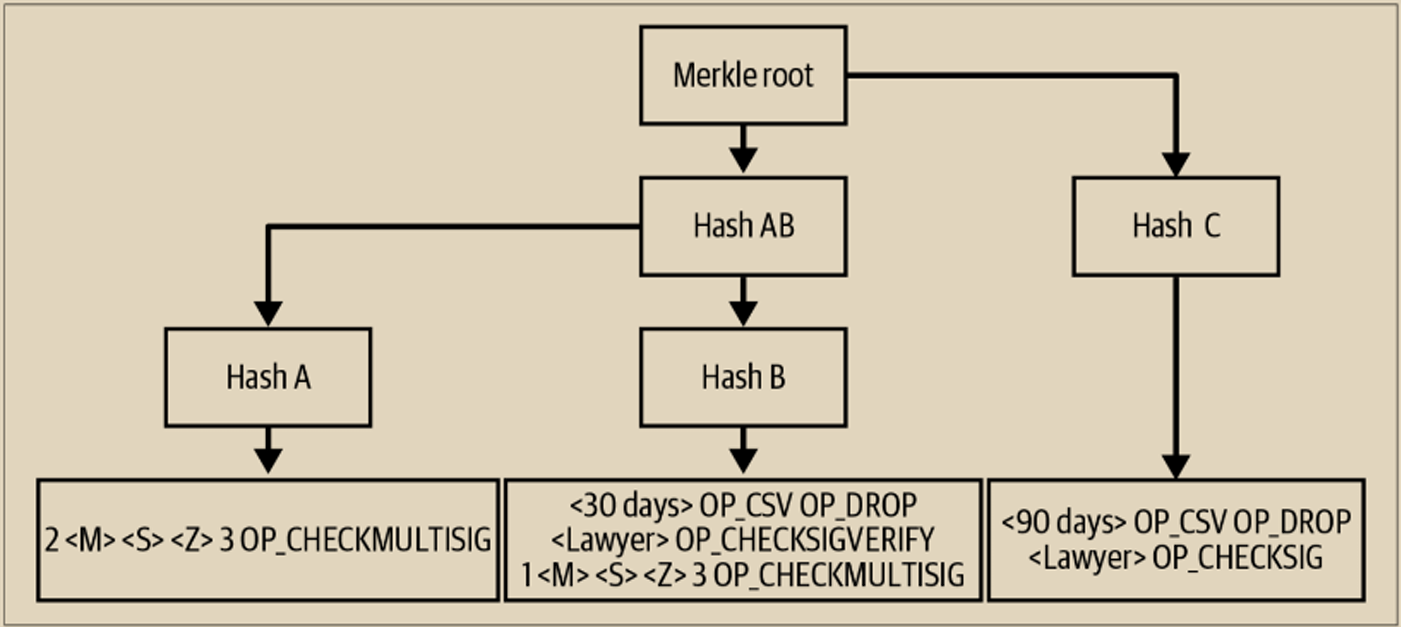 Merkle root
Hash AB
Hash C
Hash A
Hash B
2 <M> <S> <Z> 3 OP_CHECKMULTISIG
<30 days> OP_CSV OP_DROP
<Lawyer> OP_CHECKSIGVERIFY
1 <M> <S> <Z> 3 OP_CHECKMULTISIG
<90 days> OP_CSV OP_DROP
<Lawyer> OP_CHECKSIG